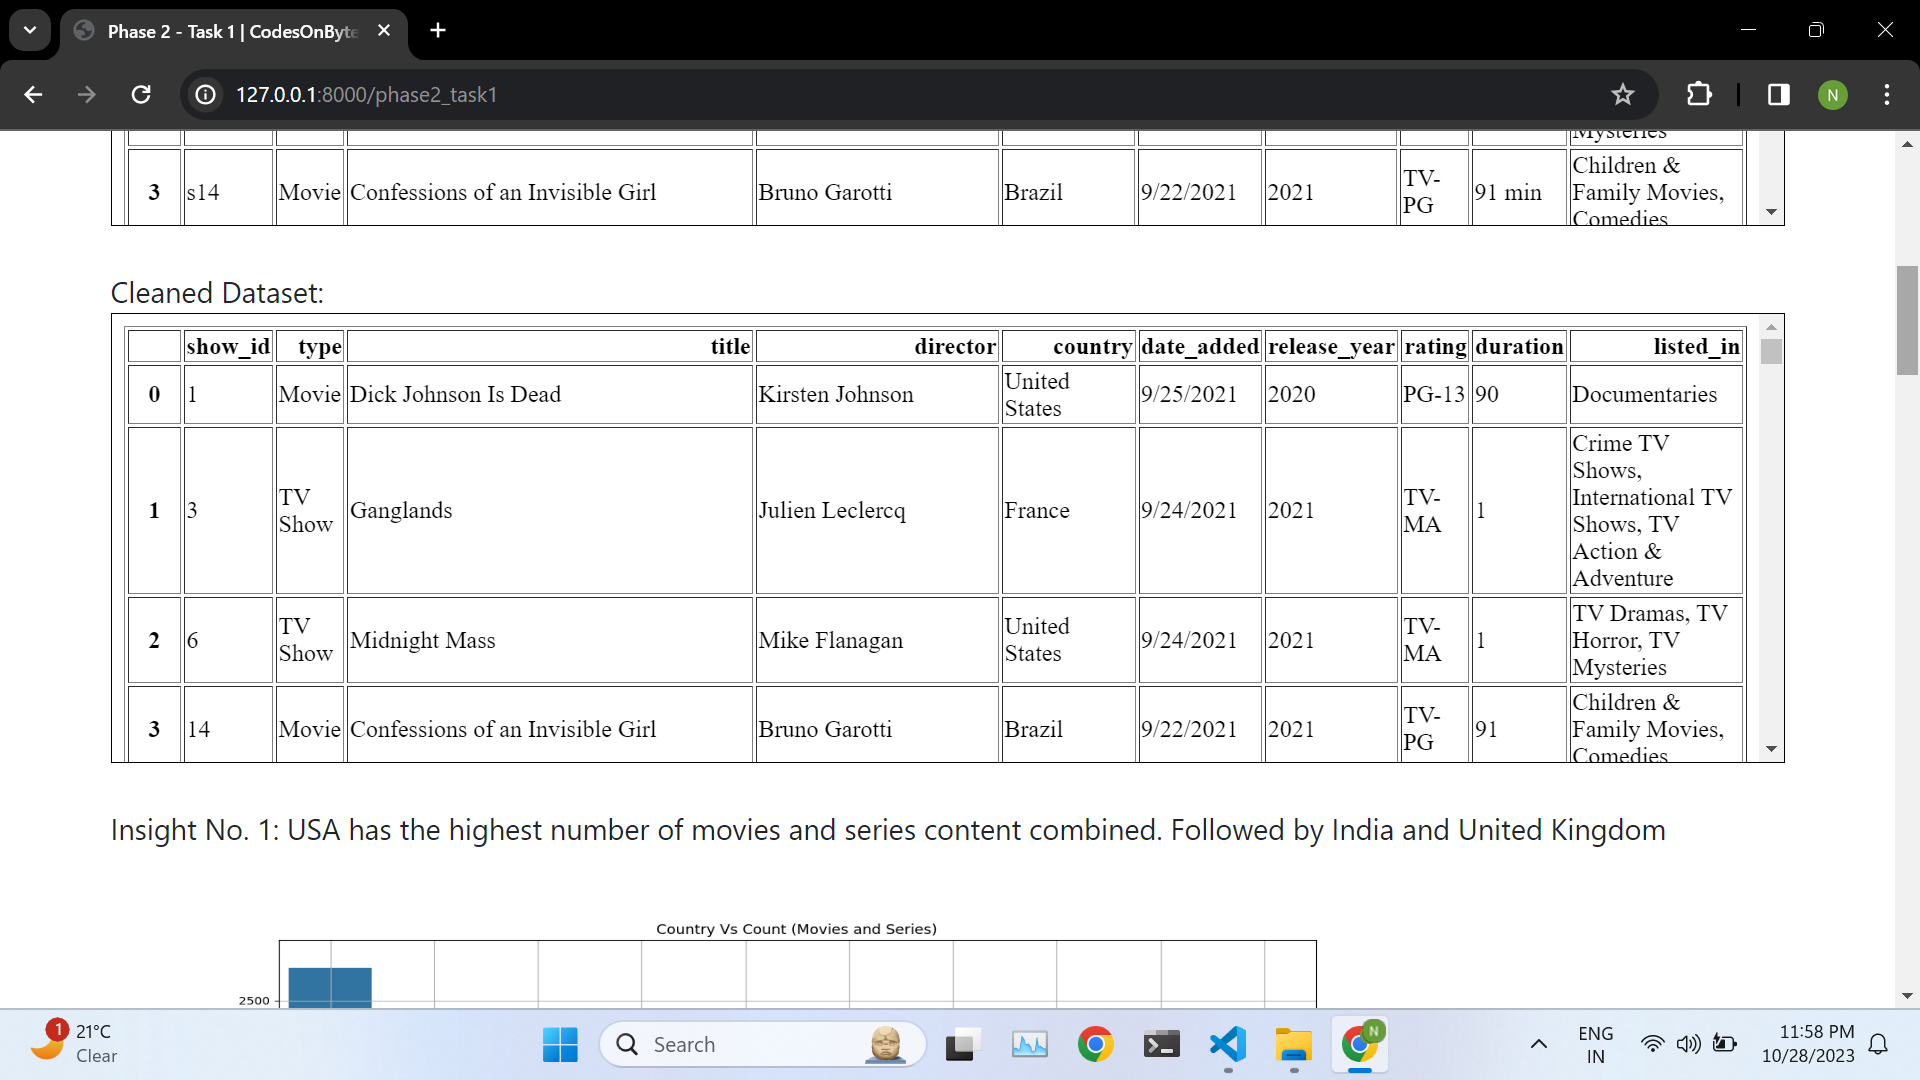 Phase 2 - Task 1 | CodesOnByte
127.0.0.1:8000/phase2_task1
Mysteries
3 s14 Movie Confessions of an Invisible Girl Bruno Garotti Brazil 9/22/2021 2021 TV-PG 91 min Children & Family Movies, Comedies
Cleaned Dataset:
show_id type title director country date_added release_year rating duration listed_in
0 1 Movie Dick Johnson Is Dead Kirsten Johnson United States 9/25/2021 2020 PG-13 90 Documentaries
1 3 TV Show Ganglands Julien Leclercq France 9/24/2021 2021 TV-MA 1 Crime TV Shows, International TV Shows, TV Action & Adventure
2 6 TV Show Midnight Mass Mike Flanagan United States 9/24/2021 2021 TV-MA 1 TV Dramas, TV Horror, TV Mysteries
3 14 Movie Confessions of an Invisible Girl Bruno Garotti Brazil 9/22/2021 2021 TV-PG 91 Children & Family Movies, Comedies
Insight No. 1: USA has the highest number of movies and series content combined. Followed by India and United Kingdom
Country Vs Count (Movies and Series)
2500
1
21°C
Clear
Search
N
N
ENG
IN
11:58 PM
10/28/2023